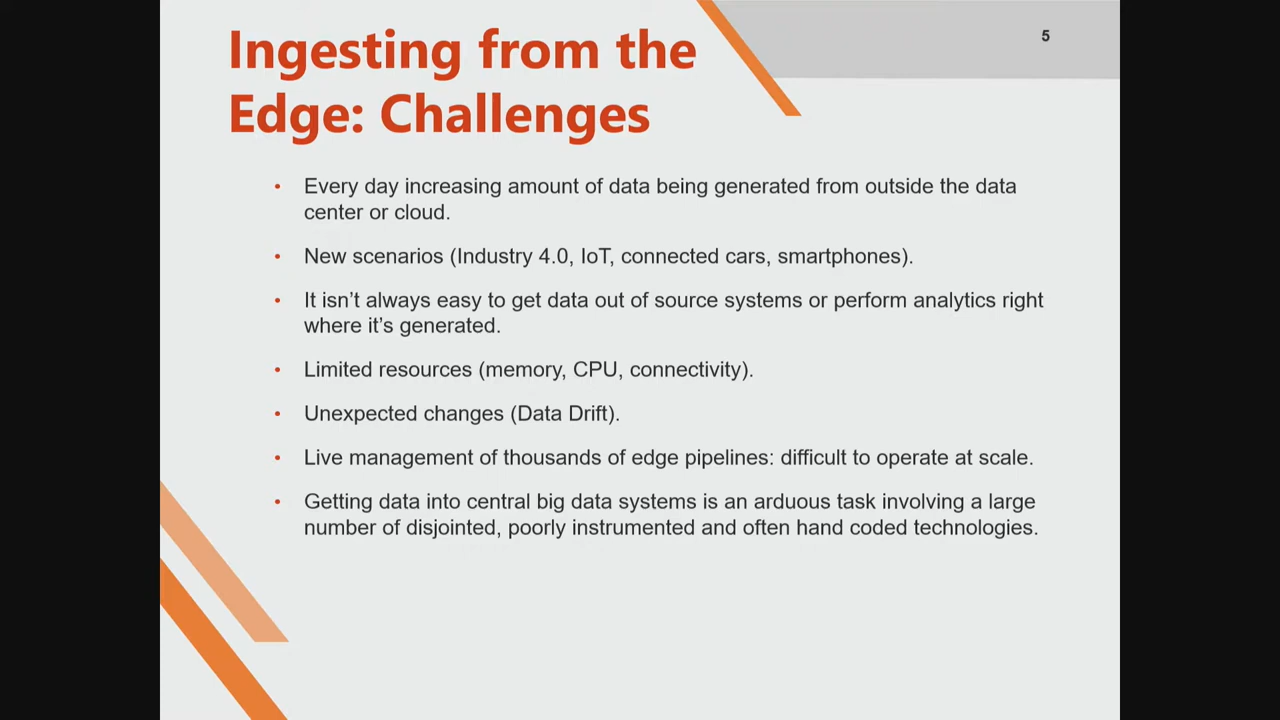 5
Ingesting from the
Edge: Challenges
• Every day increasing amount of data being generated from outside the data
center or cloud.
• New scenarios (Industry 4.0, IoT, connected cars, smartphones).
• It isn’t always easy to get data out of source systems or perform analytics right
where it’s generated.
• Limited resources (memory, CPU, connectivity).
• Unexpected changes (Data Drift).
• Live management of thousands of edge pipelines: difficult to operate at scale.
• Getting data into central big data systems is an arduous task involving a large
number of disjointed, poorly instrumented and often hand coded technologies.